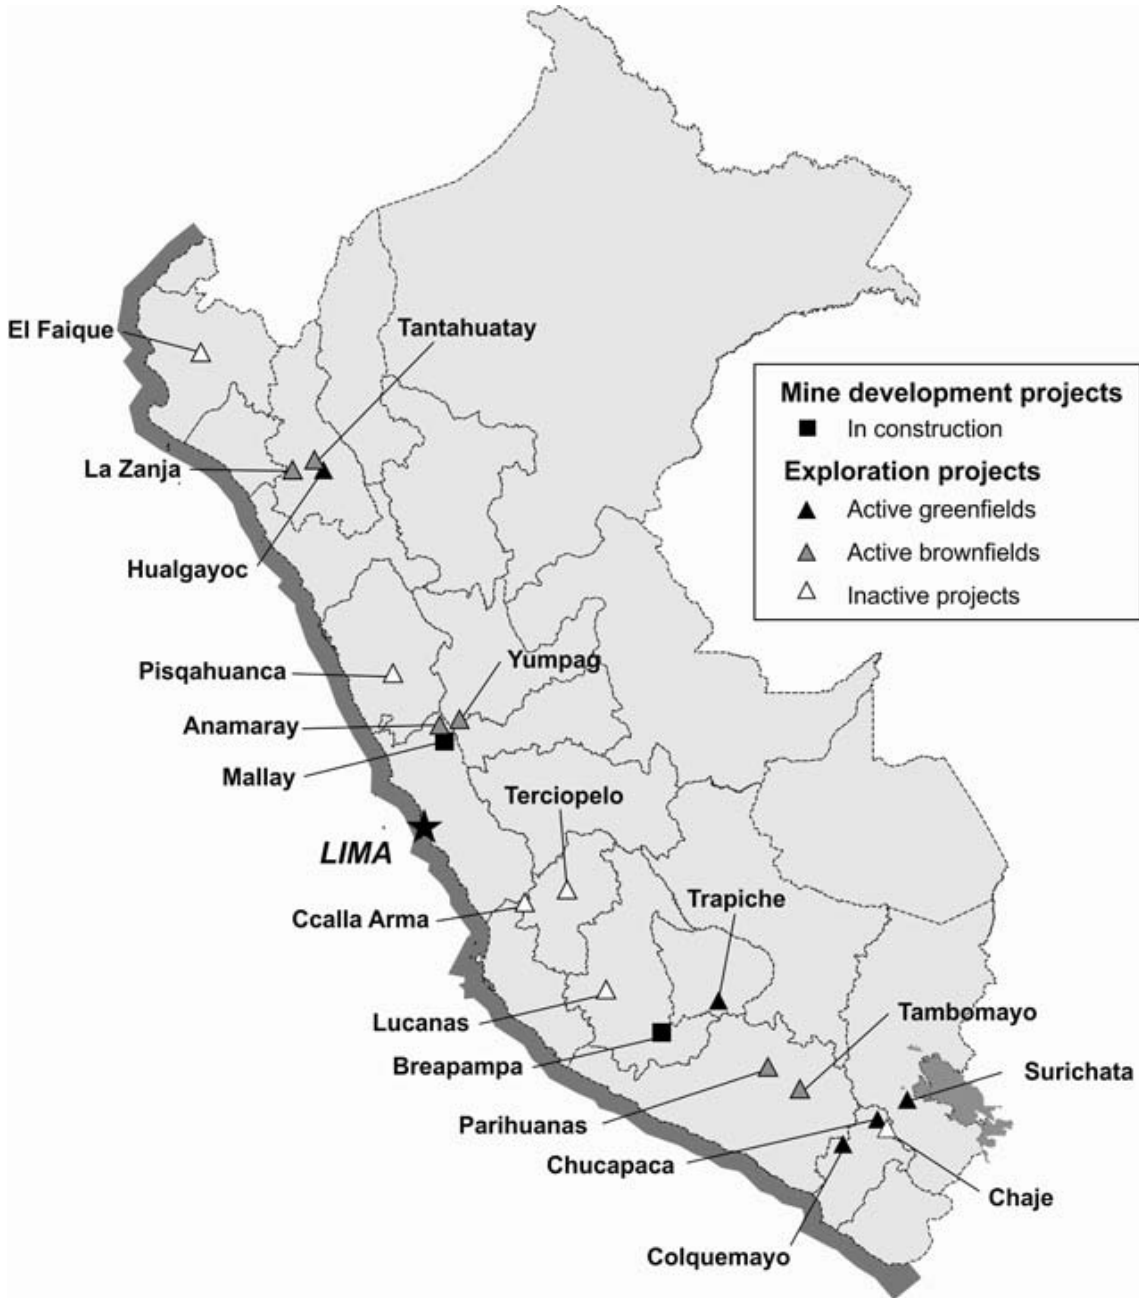 El Faique
Tantahuatay
Mine development projects
In construction
Exploration projects
Active greenfields
Active brownfields
Inactive projects
La Zanja
Hualgayoc
Pisqahuanca
Yumpag
Anamaray
Mallay
Terciopelo
LIMA
Trapiche
Ccalla Arma
Lucanas
Tambomayo
Breapampa
Surichata
Parihuanas
Chucapaca
Chaje
Colquemayo